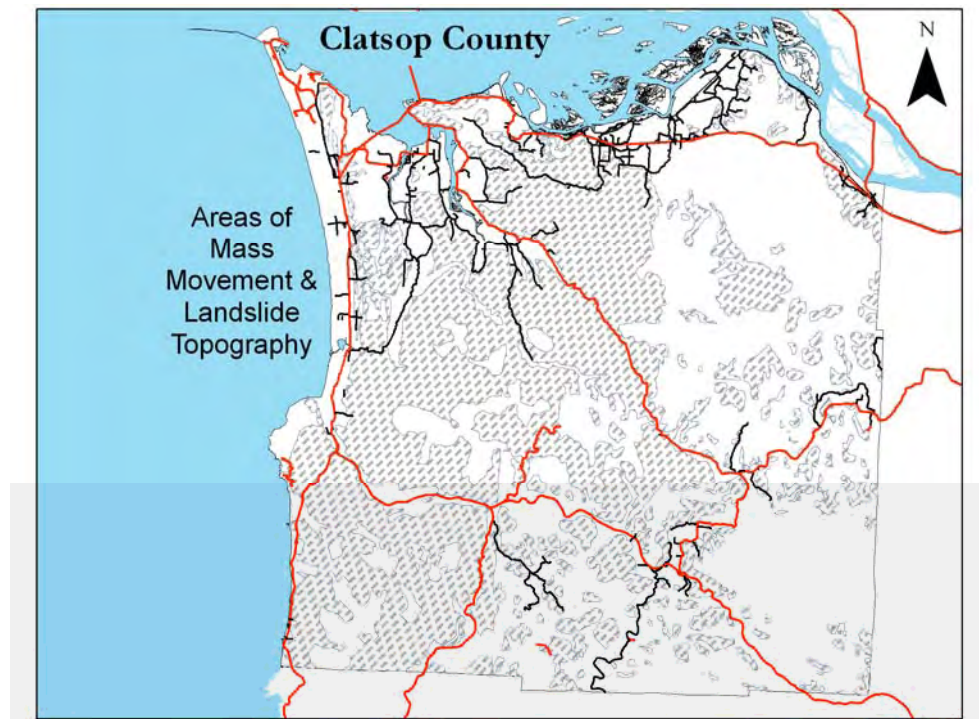 Clatsop County
N
Areas of
Mass
Movement &
Landslide
Topography